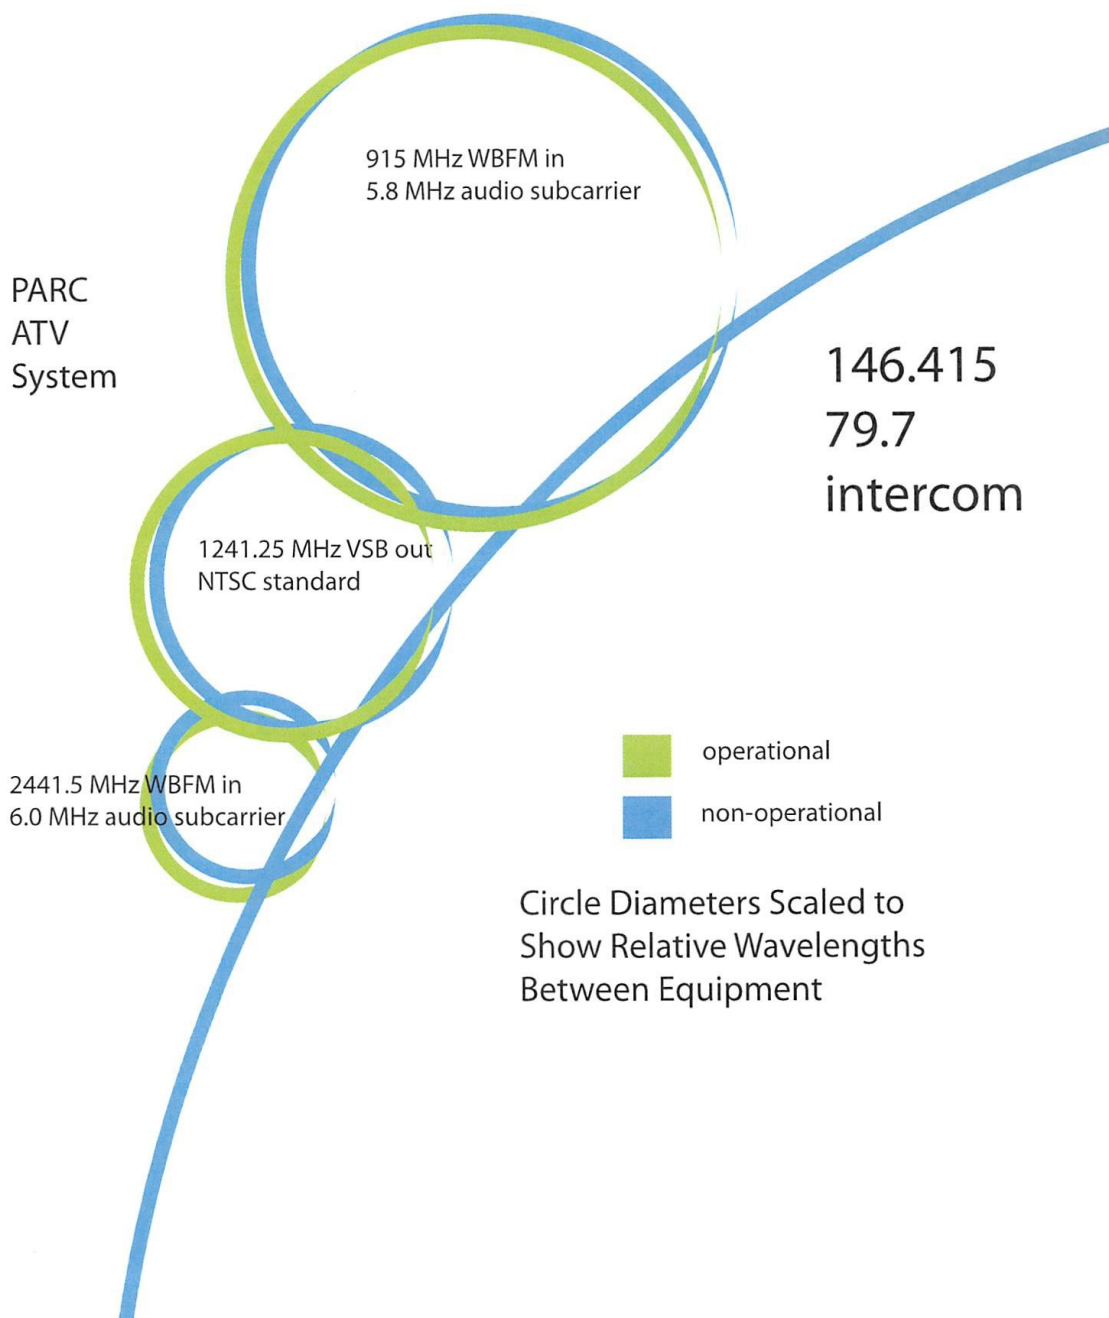 915 MHz WBFM in
5.8 MHz audio subcarrier
PARC
ATV
System
146.415
79.7
intercom
1241.25 MHz VSB out
NTSC standard
2441.5 MHz WBFM in
6.0 MHz audio subcarrier
operational
non-operational
Circle Diameters Scaled to
Show Relative Wavelengths
Between Equipment